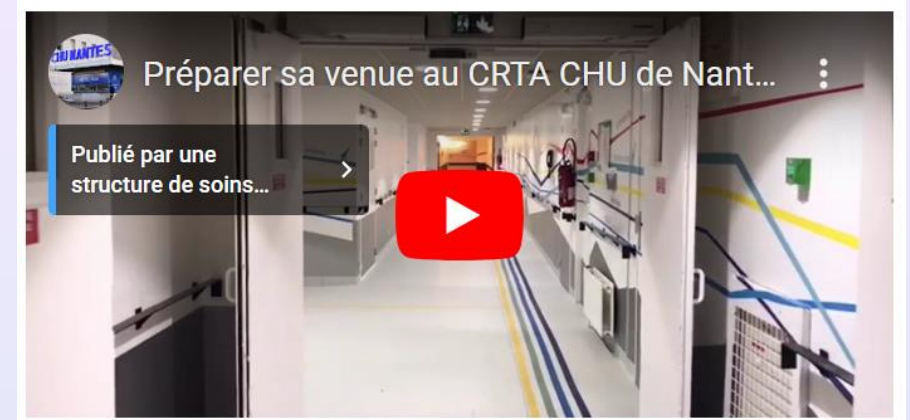 CHU NANTES
Préparer sa venue au CRTA CHU de Nant...
Publié par une
structure de soins...